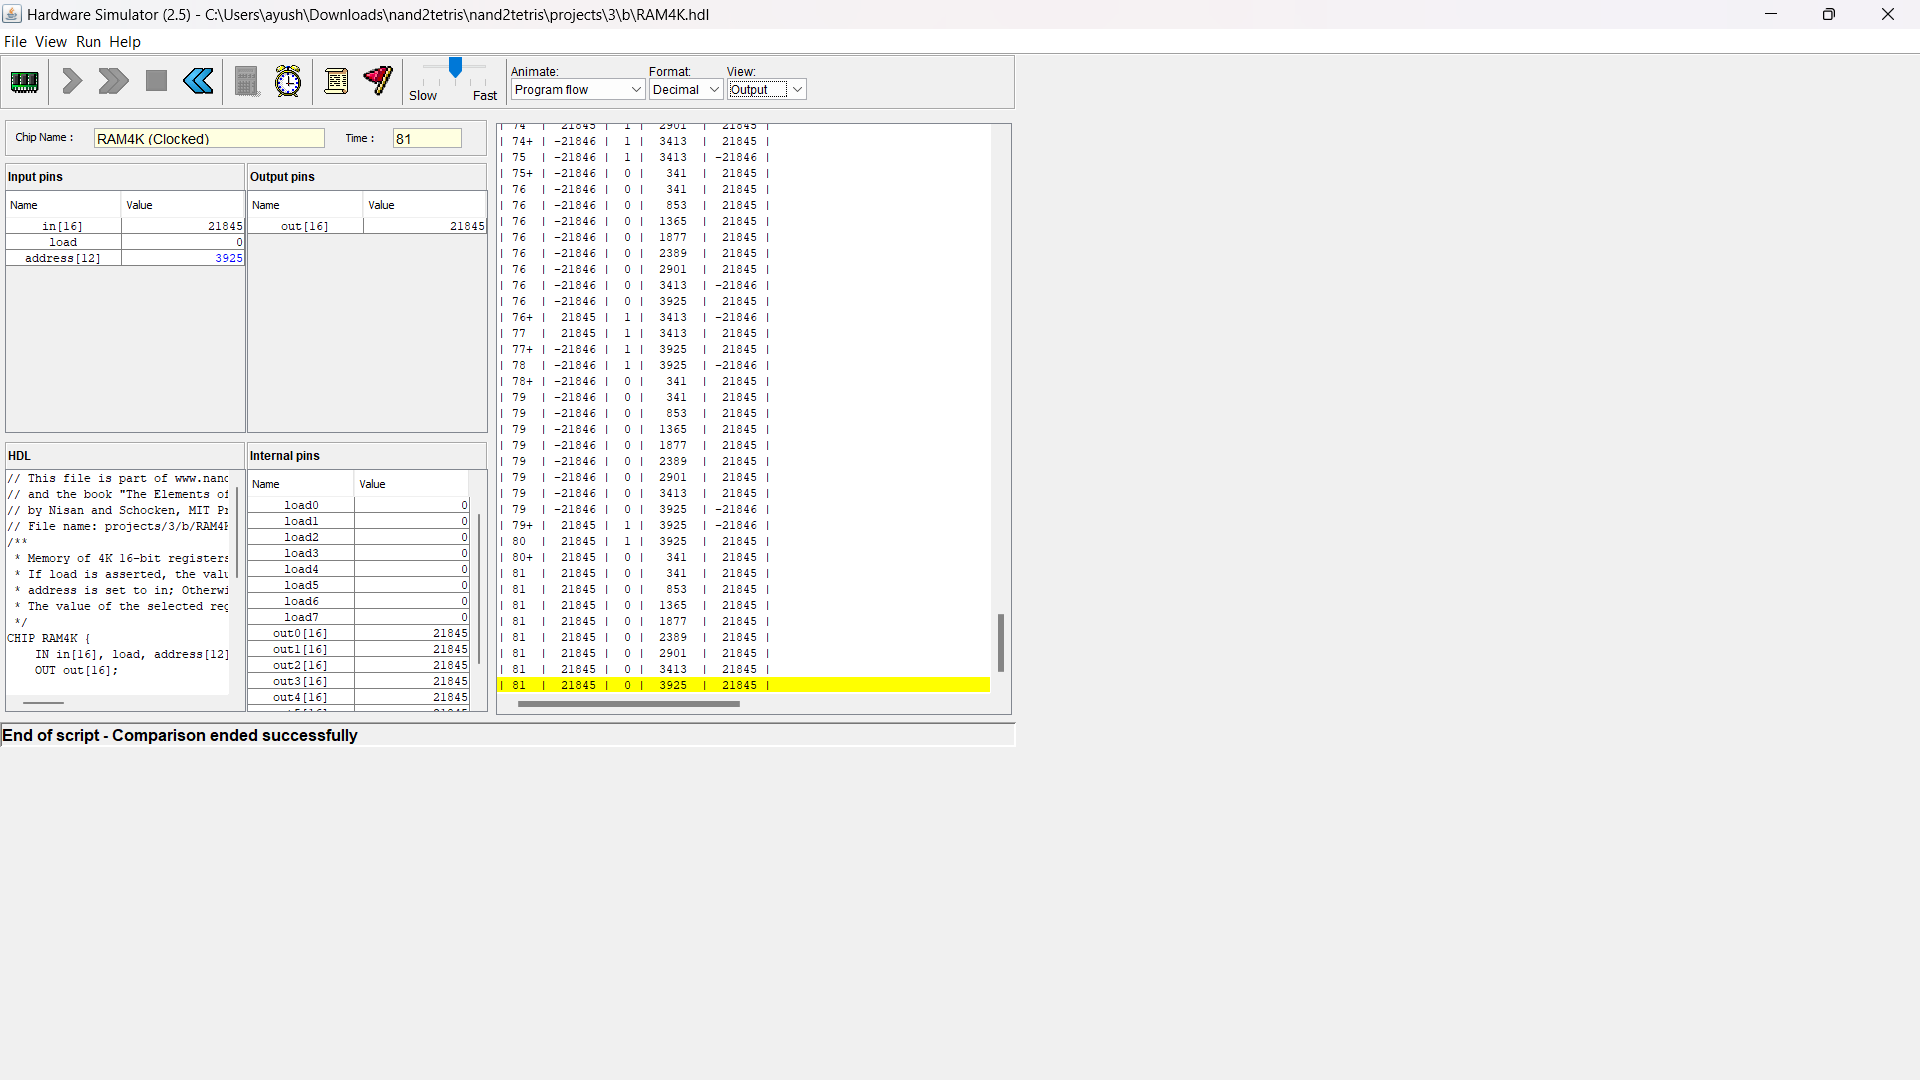 Hardware Simulator (2.5) - C:\Users\ayush\Downloads\nand2tetris\nand2tetris\projects\3\b\RAM4K.hdl
File View Run Help
Slow Fast
Animate: Format: View:
Program flow Decimal Output
Chip Name : RAM4K (Clocked) Time : 81
Input pins
Name Value
in[16] 21845
load 0
address[12] 3925
Output pins
Name Value
out[16] 21845
HDL
// This file is part of www.nand
// and the book "The Elements of
// by Nisan and Schocken, MIT Pr
// File name: projects/3/b/RAM4K
/**
* Memory of 4K 16-bit registers
* If load is asserted, the valu
* address is set to in; Otherwi
* The value of the selected reg
*/
CHIP RAM4K {
IN in[16], load, address[12]
OUT out[16];
Internal pins
Name Value
load0 0
load1 0
load2 0
load3 0
load4 0
load5 0
load6 0
load7 0
out0[16] 21845
out1[16] 21845
out2[16] 21845
out3[16] 21845
out4[16] 21845
| 74 | 21845 | 1 | 2901 | 21845 |
| 74+ | -21846 | 1 | 3413 | 21845 |
| 75 | -21846 | 1 | 3413 | -21846 |
| 75+ | -21846 | 0 | 341 | 21845 |
| 76 | -21846 | 0 | 341 | 21845 |
| 76 | -21846 | 0 | 853 | 21845 |
| 76 | -21846 | 0 | 1365 | 21845 |
| 76 | -21846 | 0 | 1877 | 21845 |
| 76 | -21846 | 0 | 2389 | 21845 |
| 76 | -21846 | 0 | 2901 | 21845 |
| 76 | -21846 | 0 | 3413 | -21846 |
| 76 | -21846 | 0 | 3925 | 21845 |
| 76+ | 21845 | 1 | 3413 | -21846 |
| 77 | 21845 | 1 | 3413 | 21845 |
| 77+ | -21846 | 1 | 3925 | 21845 |
| 78 | -21846 | 1 | 3925 | -21846 |
| 78+ | -21846 | 0 | 341 | 21845 |
| 79 | -21846 | 0 | 341 | 21845 |
| 79 | -21846 | 0 | 853 | 21845 |
| 79 | -21846 | 0 | 1365 | 21845 |
| 79 | -21846 | 0 | 1877 | 21845 |
| 79 | -21846 | 0 | 2389 | 21845 |
| 79 | -21846 | 0 | 2901 | 21845 |
| 79 | -21846 | 0 | 3413 | 21845 |
| 79 | -21846 | 0 | 3925 | -21846 |
| 79+ | 21845 | 1 | 3925 | -21846 |
| 80 | 21845 | 1 | 3925 | 21845 |
| 80+ | 21845 | 0 | 341 | 21845 |
| 81 | 21845 | 0 | 341 | 21845 |
| 81 | 21845 | 0 | 853 | 21845 |
| 81 | 21845 | 0 | 1365 | 21845 |
| 81 | 21845 | 0 | 1877 | 21845 |
| 81 | 21845 | 0 | 2389 | 21845 |
| 81 | 21845 | 0 | 2901 | 21845 |
| 81 | 21845 | 0 | 3413 | 21845 |
| 81 | 21845 | 0 | 3925 | 21845 |
End of script - Comparison ended successfully